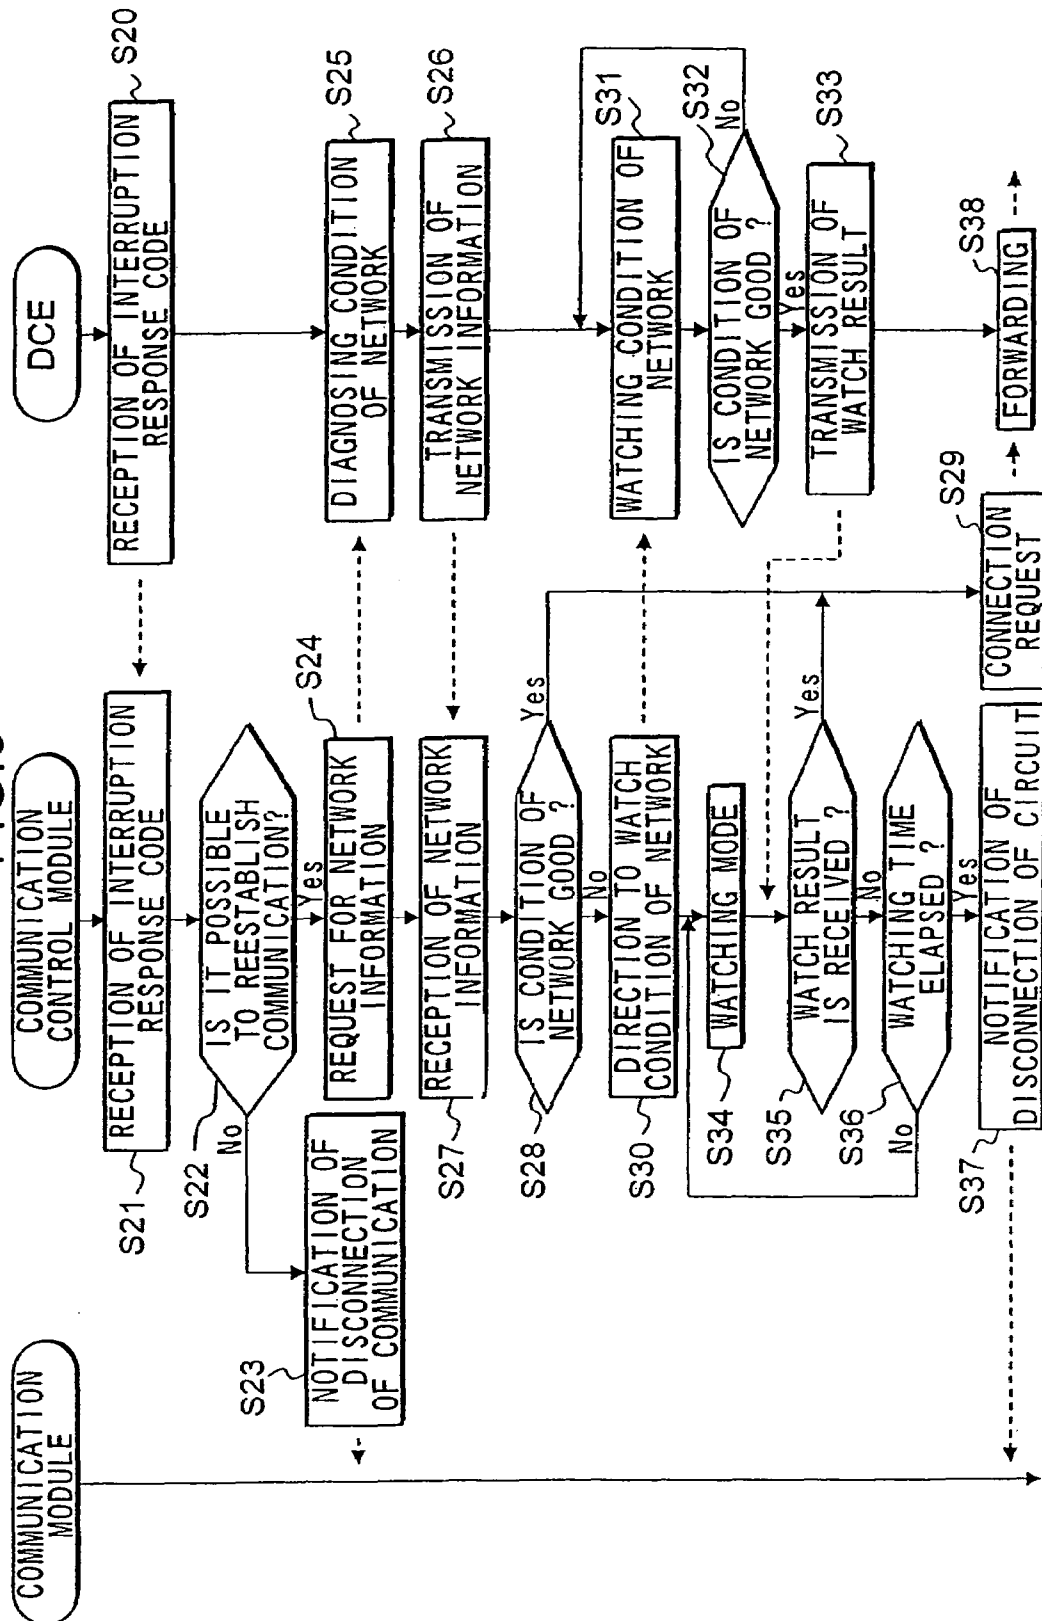 COMMUNICATION
MODULE
COMMUNICATION
CONTROL MODULE
DCE
RECEPTION OF INTERRUPTION
RESPONSE CODE
S20
RECEPTION OF INTERRUPTION
RESPONSE CODE
S21
IS IT POSSIBLE
TO REESTABLISH
COMMUNICATION?
S22
No
Yes
NOTIFICATION OF
DISCONNECTION
OF COMMUNICATION
S23
REQUEST FOR NETWORK
INFORMATION
S24
DIAGNOSING CONDITION
OF NETWORK
S25
TRANSMISSION OF
NETWORK INFORMATION
S26
RECEPTION OF NETWORK
INFORMATION
S27
IS CONDITION OF
NETWORK GOOD ?
S28
Yes
No
DIRECTION TO WATCH
CONDITION OF NETWORK
S30
WATCHING CONDITION OF
NETWORK
S31
IS CONDITION OF
NETWORK GOOD ?
S32
No
Yes
TRANSMISSION OF
WATCH RESULT
S33
WATCHING MODE
S34
WATCH RESULT
IS RECEIVED ?
S35
Yes
No
WATCHING TIME
ELAPSED ?
S36
No
Yes
NOTIFICATION OF
DISCONNECTION OF CIRCUIT
S37
CONNECTION
REQUEST
S29
FORWARDING
S38